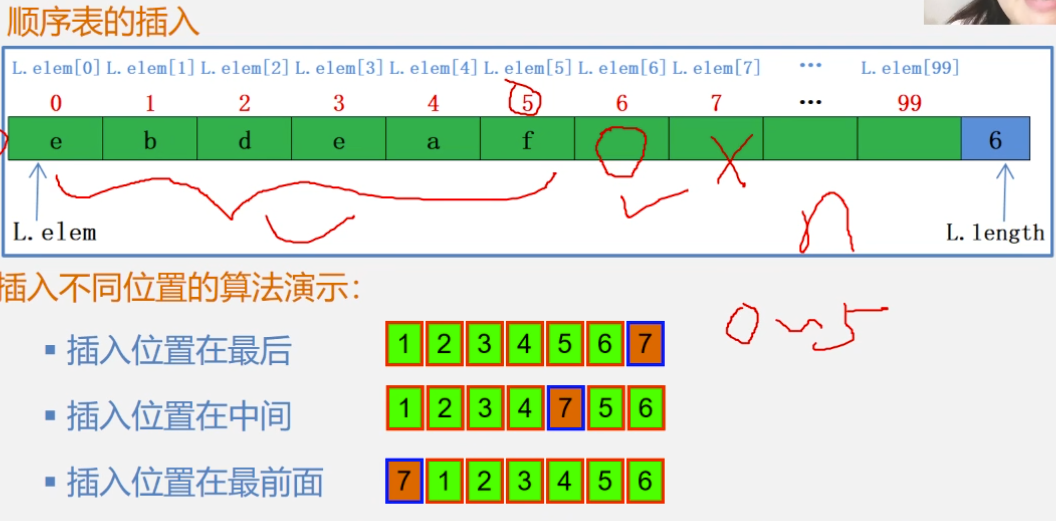 顺序表的插入
L.elem[0] L.elem[1] L.elem[2] L.elem[3] L.elem[4] L.elem[5] L.elem[6] L.elem[7] … L.elem[99]
0 1 2 3 4 5 6 7 … 99
e b d e a f 6
n
L.elem L.length
插入不同位置的算法演示：
0~5
▪ 插入位置在最后 1 2 3 4 5 6 7
▪ 插入位置在中间 1 2 3 4 7 5 6
▪ 插入位置在最前面 7 1 2 3 4 5 6